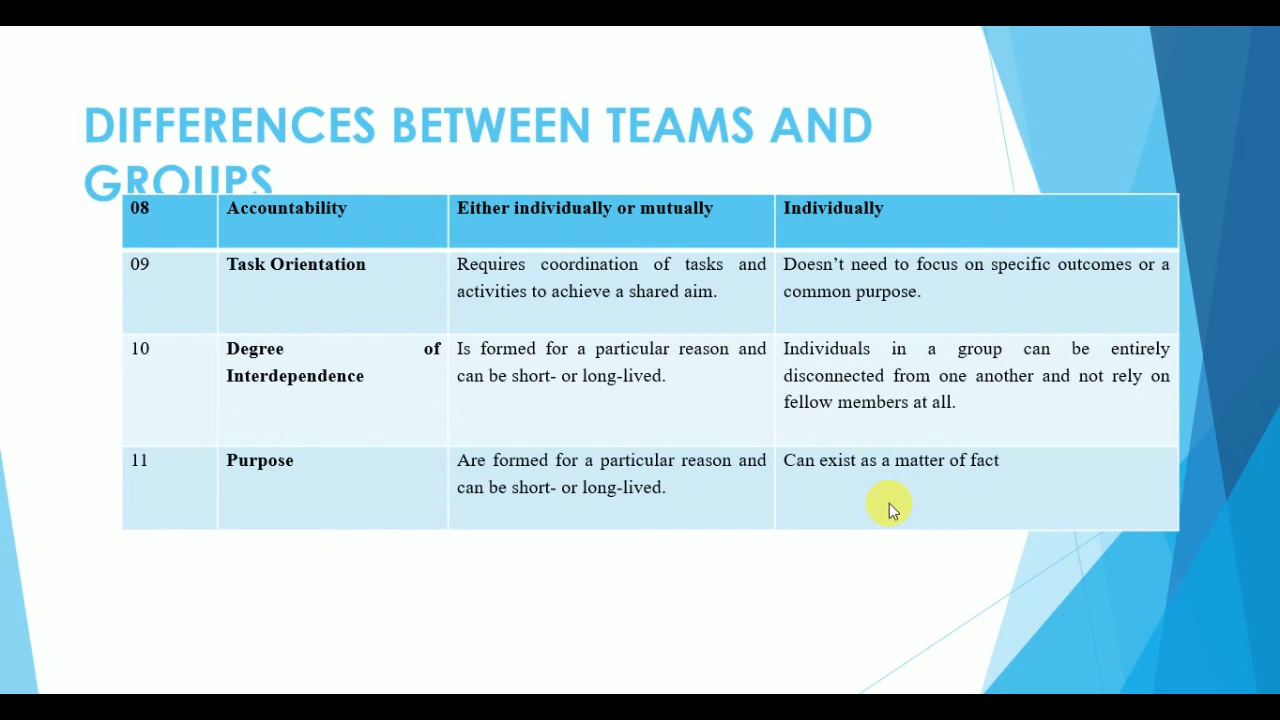 DIFFERENCES BETWEEN TEAMS AND
GROUPS
08 Accountability Either individually or mutually Individually
09 Task Orientation Requires coordination of tasks and Doesn’t need to focus on specific outcomes or a
activities to achieve a shared aim. common purpose.
10 Degree of Is formed for a particular reason and Individuals in a group can be entirely
Interdependence can be short- or long-lived. disconnected from one another and not rely on
fellow members at all.
11 Purpose Are formed for a particular reason and Can exist as a matter of fact
can be short- or long-lived.